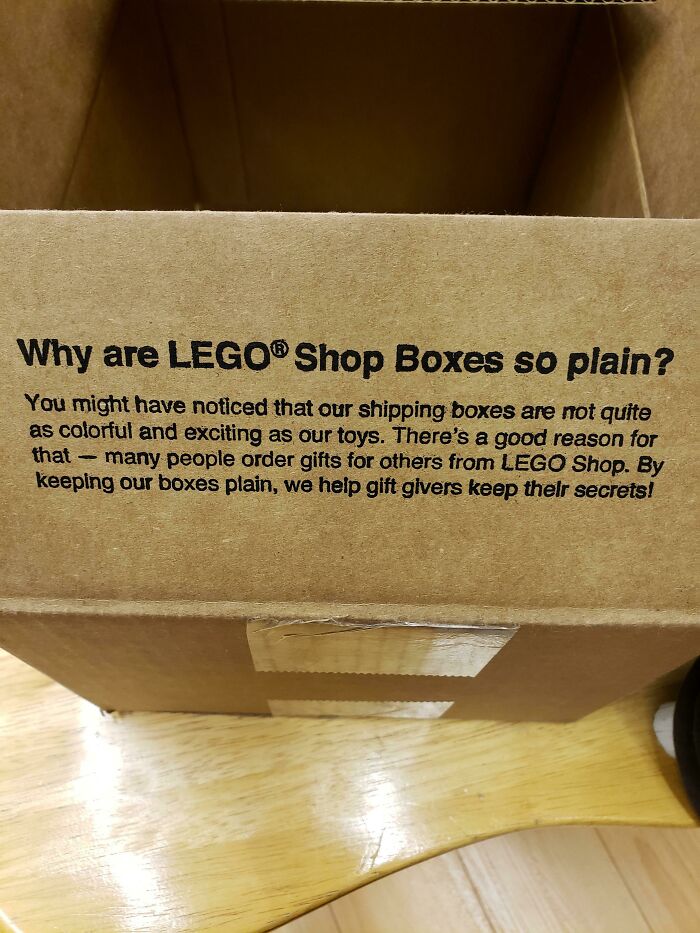 Why are LEGO® Shop Boxes so plain?
You might have noticed that our shipping boxes are not quite
as colorful and exciting as our toys. There's a good reason for
that — many people order gifts for others from LEGO Shop. By
keeping our boxes plain, we help gift givers keep their secrets!